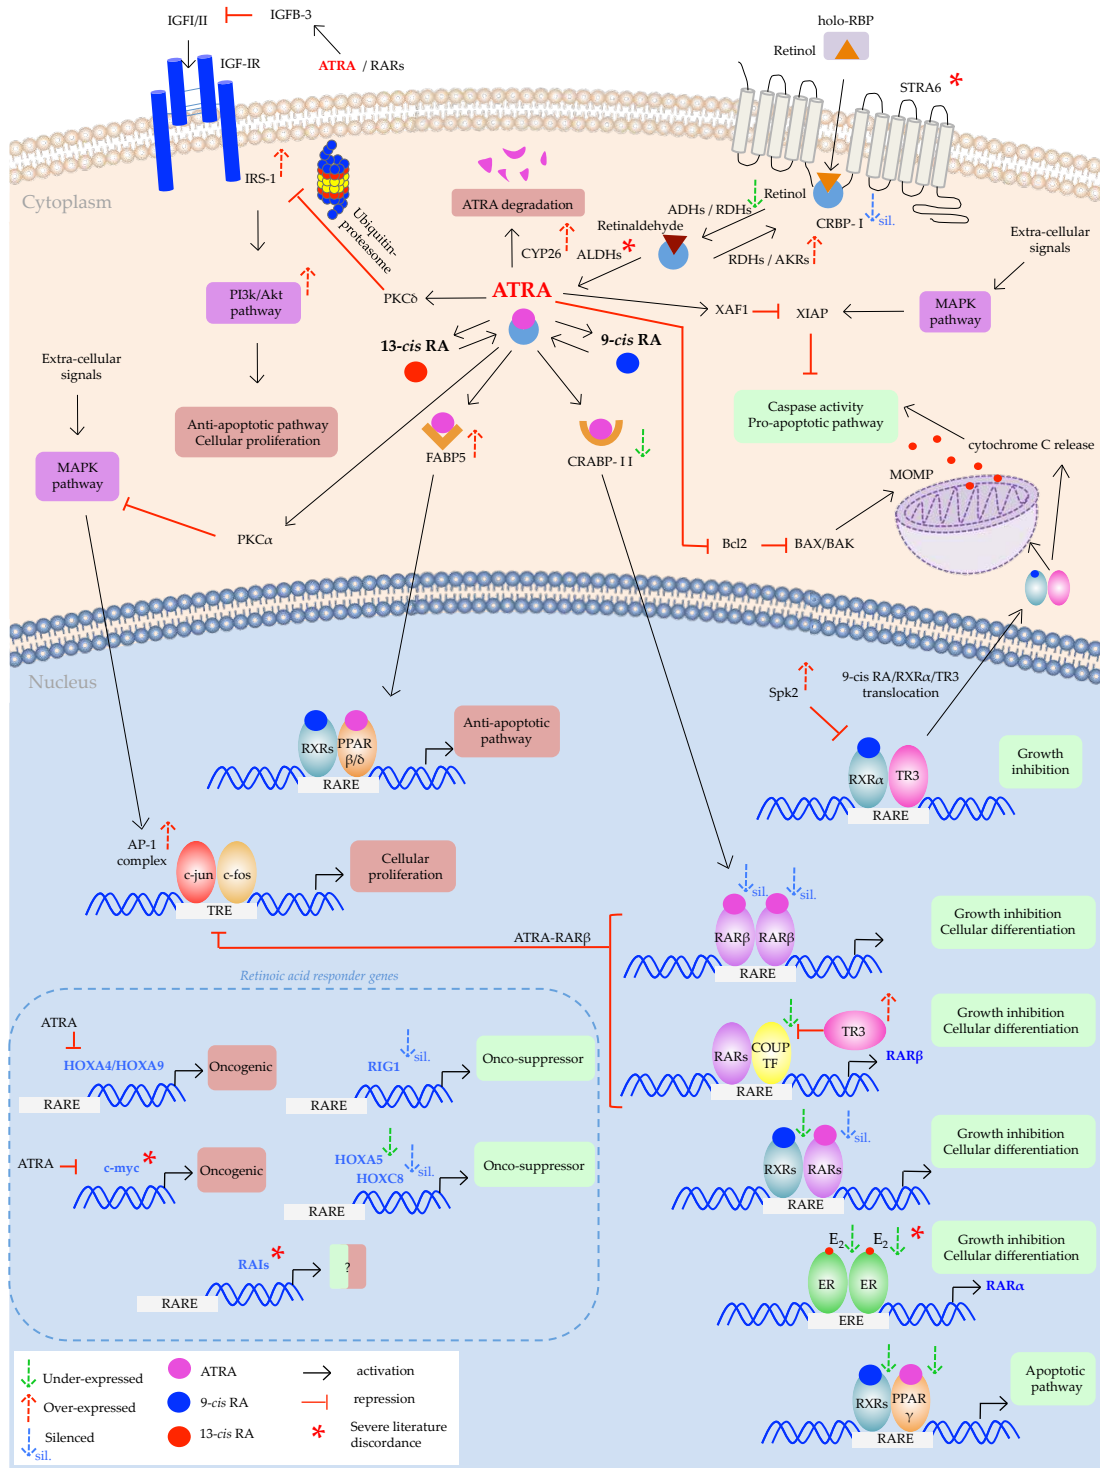 holo-RBP
IGFI/II
IGFB-3
Retinol
IGF-IR
ATRA / RARs
STRA6 *
Cytoplasm
IRS-1
Ubiquitin-
proteasome
ATRA degradation
Retinol
ADHs / RDHs
CRBP- I
sil.
Retinaldehyde
CYP26
ALDHs *
RDHs / AKRs
Extra-cellular
signals
PI3k/Akt
pathway
PKCδ
ATRA
XAF1
XIAP
MAPK
pathway
13-cis RA
9-cis RA
Extra-cellular
signals
Anti-apoptotic pathway
Cellular proliferation
Caspase activity
Pro-apoptotic pathway
FABP5
CRABP- I I
cytochrome C release
MAPK
pathway
MOMP
PKCα
Bcl2
BAX/BAK
Nucleus
Spk2
9-cis RA/RXRα/TR3
translocation
RXRs
PPAR
β/δ
RARE
Anti-apoptotic
pathway
RXRα
TR3
RARE
Growth
inhibition
AP-1
complex
c-jun
c-fos
TRE
Cellular
proliferation
sil.
sil.
RARβ
RARβ
RARE
Growth inhibition
Cellular differentiation
ATRA-RARβ
Retinoic acid responder genes
ATRA
HOXA4/HOXA9
RARE
Oncogenic
RIG1
sil.
RARE
Onco-suppressor
RARs
COUP
TF
TR3
RARβ
RARE
Growth inhibition
Cellular differentiation
ATRA
c-myc *
Oncogenic
HOXA5
HOXC8
sil.
RARE
Onco-suppressor
RXRs
RARs
sil.
RARE
Growth inhibition
Cellular differentiation
RAIs *
RARE
?
E2
E2
*
ER
ER
ERE
RARα
Growth inhibition
Cellular differentiation
RXRs
PPAR
γ
RARE
Apoptotic
pathway
Under-expressed
Over-expressed
Silenced
sil.
ATRA
9-cis RA
13-cis RA
activation
repression
* Severe literature
discordance